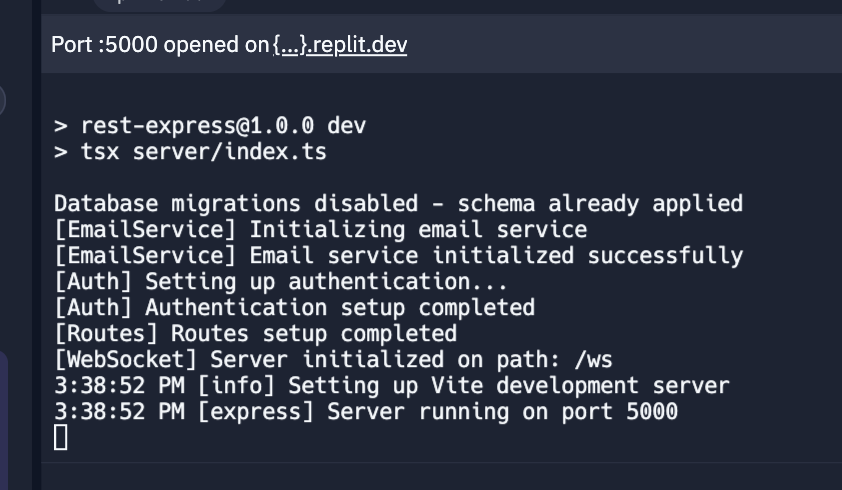 Port :5000 opened on {...}.replit.dev
> rest-express@1.0.0 dev
> tsx server/index.ts
Database migrations disabled - schema already applied
[EmailService] Initializing email service
[EmailService] Email service initialized successfully
[Auth] Setting up authentication...
[Auth] Authentication setup completed
[Routes] Routes setup completed
[WebSocket] Server initialized on path: /ws
3:38:52 PM [info] Setting up Vite development server
3:38:52 PM [express] Server running on port 5000